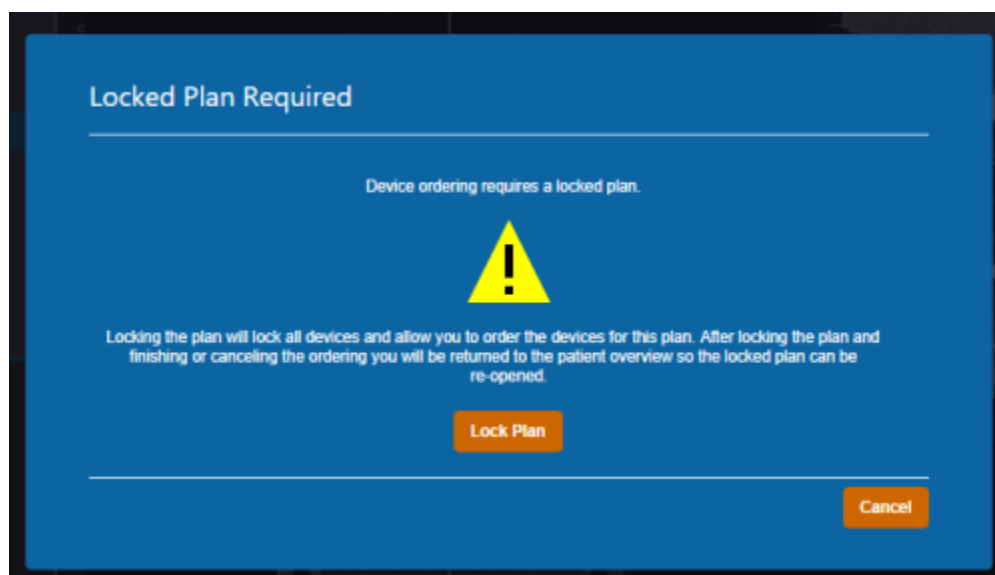 Locked Plan Required
Device ordering requires a locked plan.
!
Locking the plan will lock all devices and allow you to order the devices for this plan. After locking the plan and
finishing or canceling the ordering you will be returned to the patient overview so the locked plan can be
re-opened.
Lock Plan
Cancel